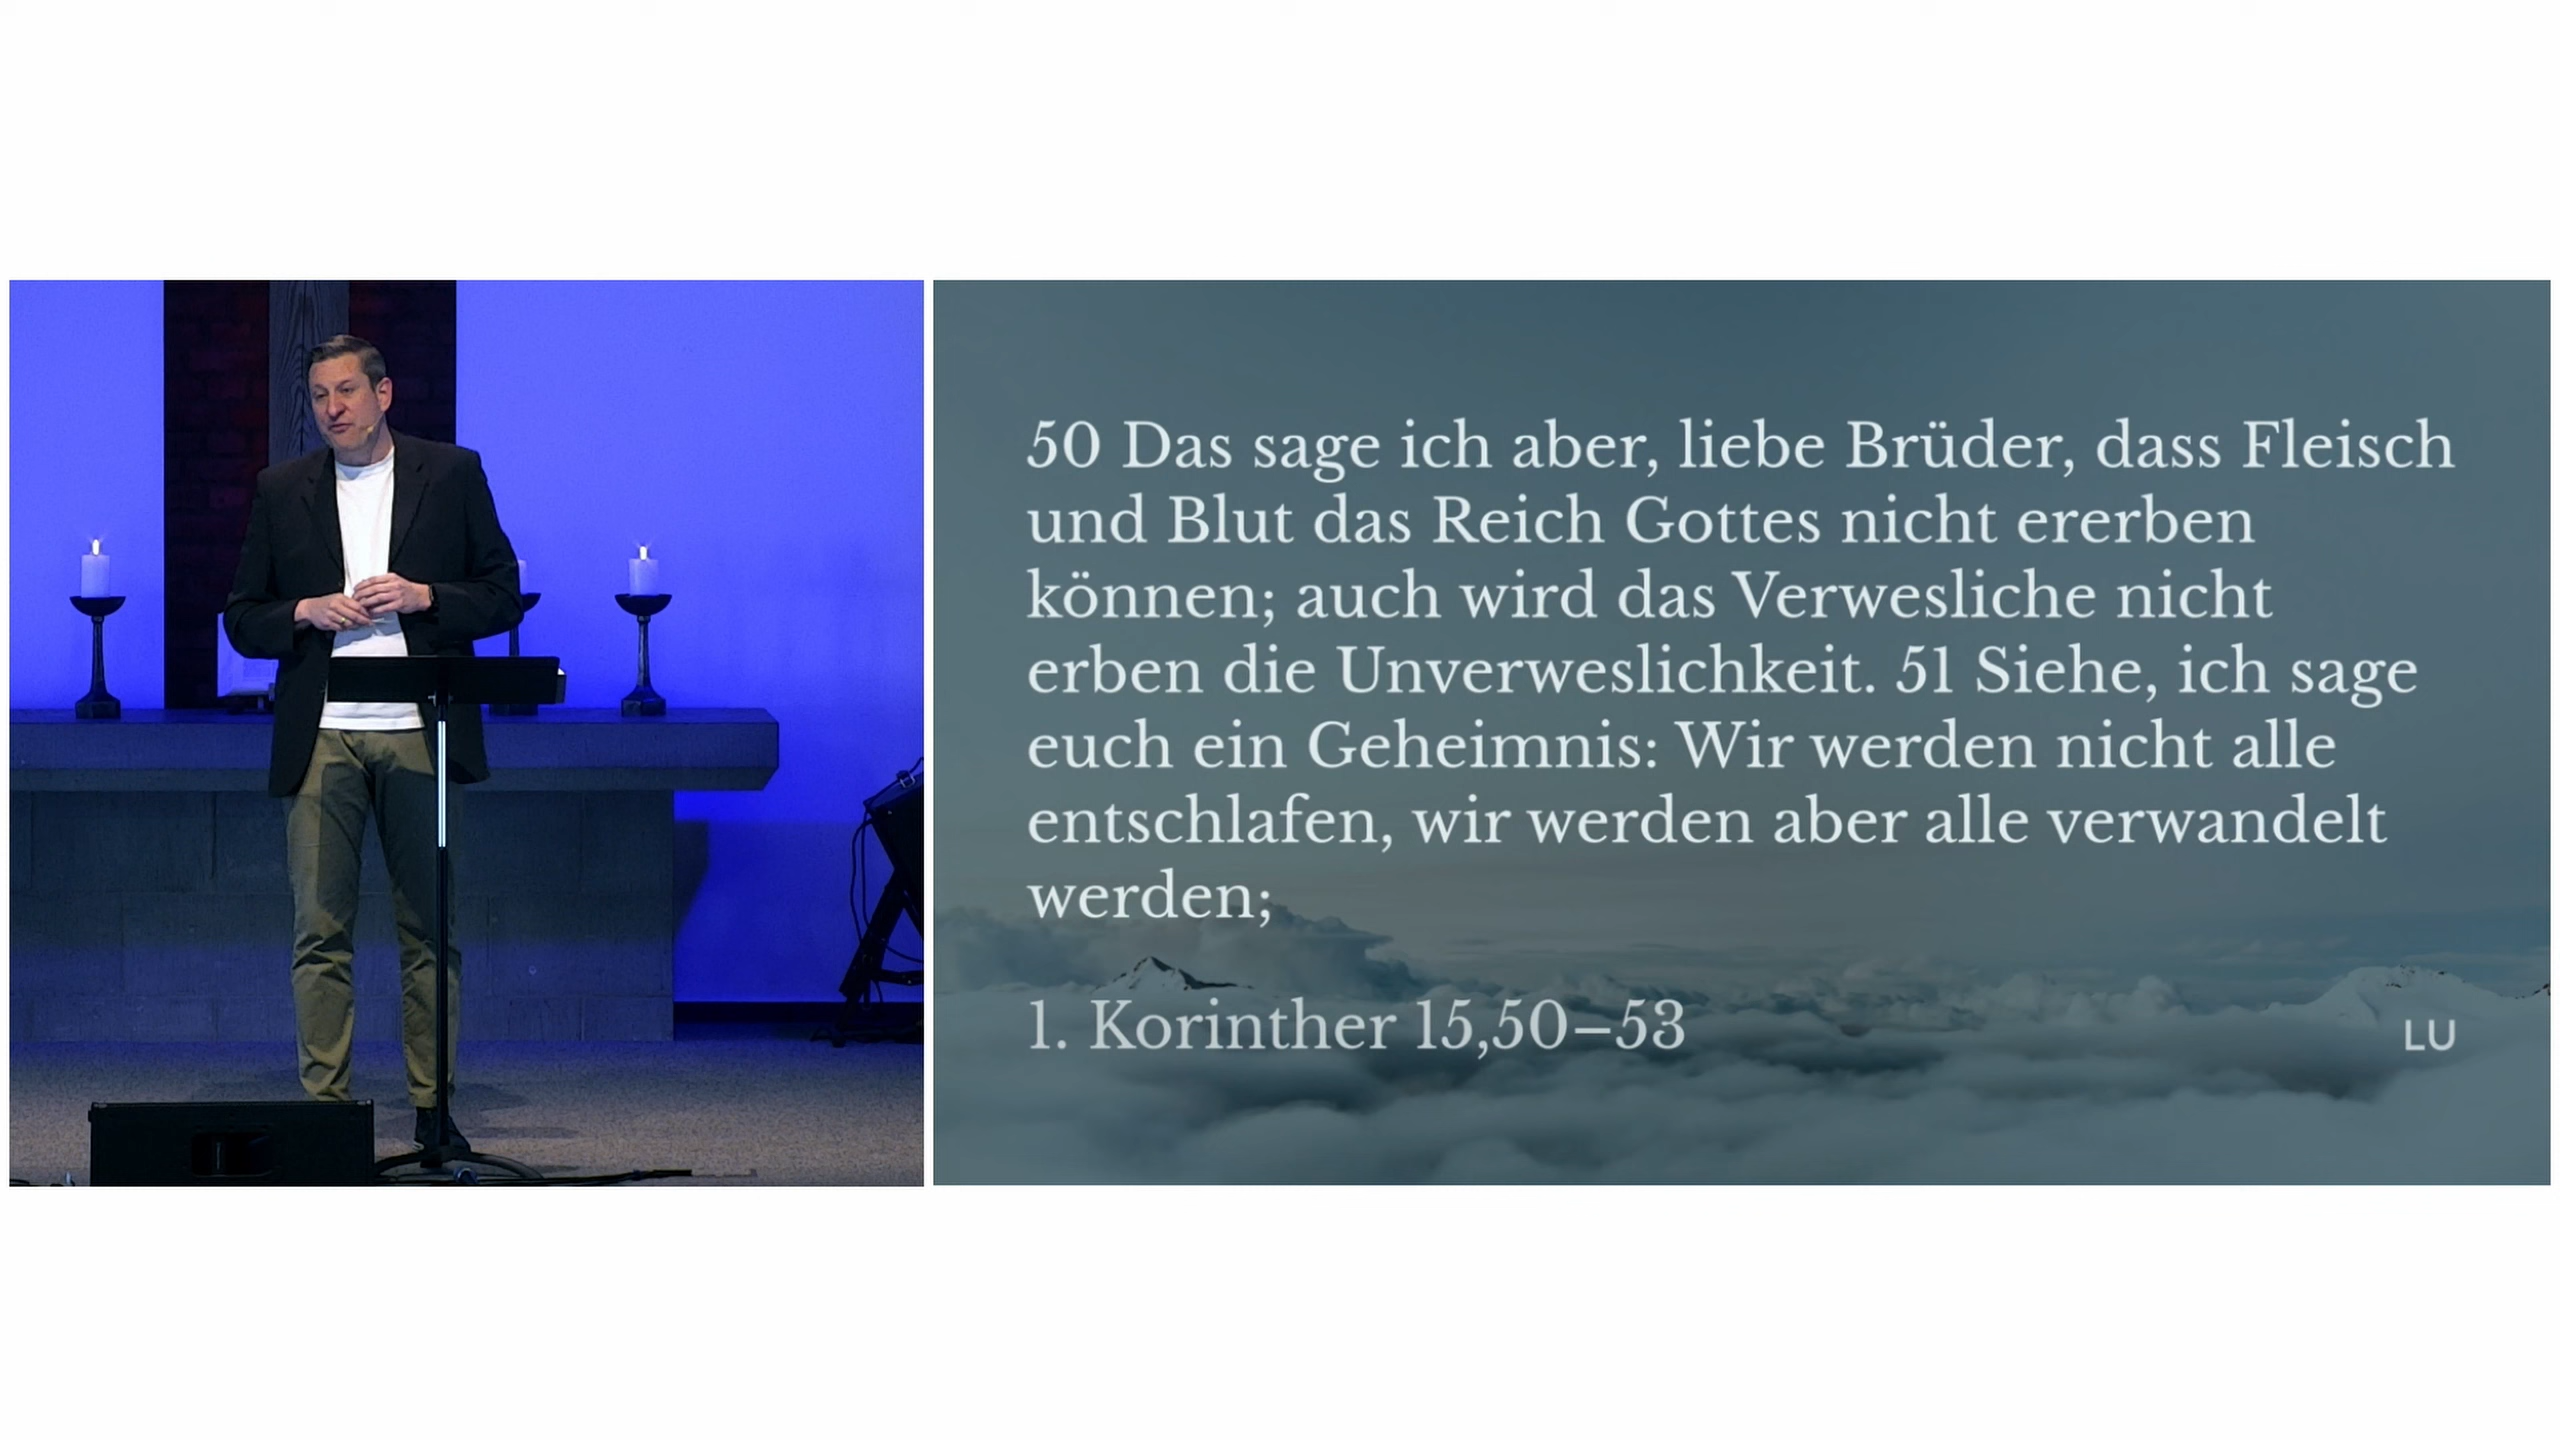 50 Das sage ich aber, liebe Brüder, dass Fleisch
und Blut das Reich Gottes nicht ererben
können; auch wird das Verwesliche nicht
erben die Unverweslichkeit. 51 Siehe, ich sage
euch ein Geheimnis: Wir werden nicht alle
entschlafen, wir werden aber alle verwandelt
werden;
1. Korinther 15,50–53
LU